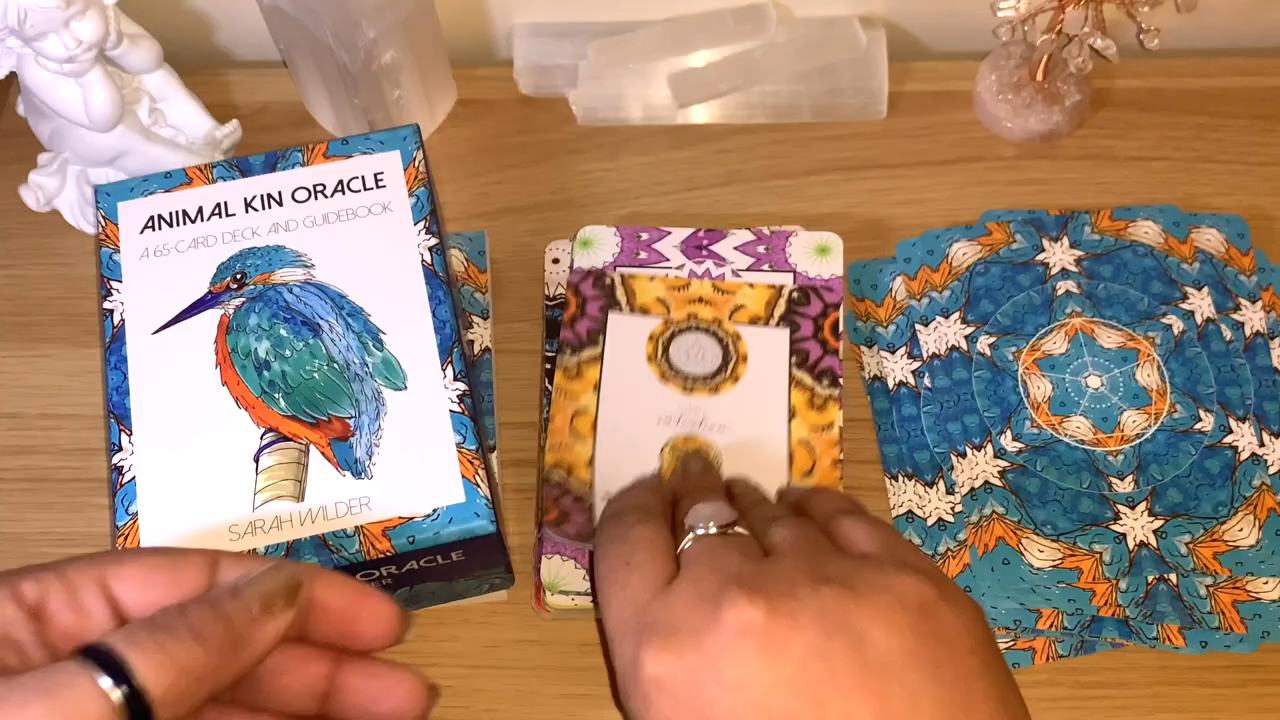 ANIMAL KIN ORACLE
A 65-CARD DECK AND GUIDEBOOK
SARAH WILDER
ORACLE